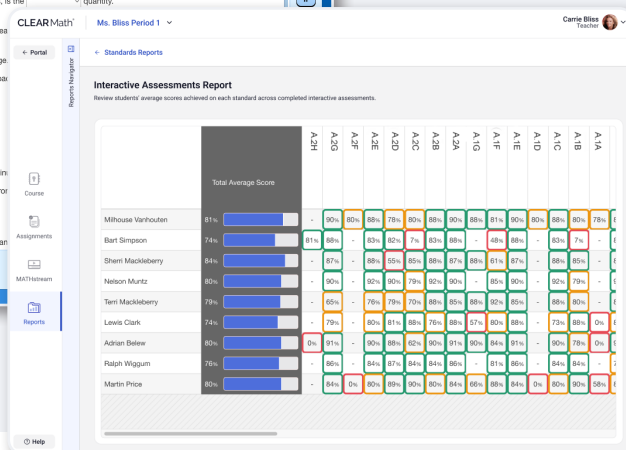 , is the
quantity.
CLEARMath
Ms. Bliss Period 1
Carrie Bliss
Teacher
← Portal
Reports Navigator
← Standards Reports
Interactive Assessments Report
Review students' average scores achieved on each standard across completed interactive assessments.
Course
Assignments
MATHstream
Reports
Help
Total Average Score A.2H A.2G A.2F A.2E A.2D A.2C A.2B A.2A A.1G A.1F A.1E A.1D A.1C A.1B A.1A
Milhouse Vanhouten 81% - 90% 80% 88% 78% 80% 88% 90% 88% 81% 90% 80% 88% 80% 78%
Bart Simpson 74% 81% 88% - 83% 82% 7% 83% 88% - 48% 88% - 83% 7% -
Sherri Mackleberry 84% - 87% - 88% 55% 85% 88% 87% 88% 61% 87% - 88% 85% -
Nelson Muntz 80% - 90% - 92% 90% 79% 92% 90% - 85% 90% - 92% 79% -
Terri Mackleberry 79% - 65% - 76% 79% 70% 88% 85% 88% 92% 85% - 88% 80% -
Lewis Clark 74% - 79% - 80% 81% 88% 76% 88% 57% 80% 88% - 73% 88% 0%
Adrian Belew 80% 0% 91% - 90% 88% 62% 90% 91% 90% 84% 91% - 90% 78% 0%
Ralph Wiggum 76% - 86% - 84% 87% 84% 84% 86% - 81% 86% - 84% 84% -
Martin Price 80% - 84% 0% 80% 89% 90% 80% 84% 66% 88% 84% 0% 80% 90% 58%